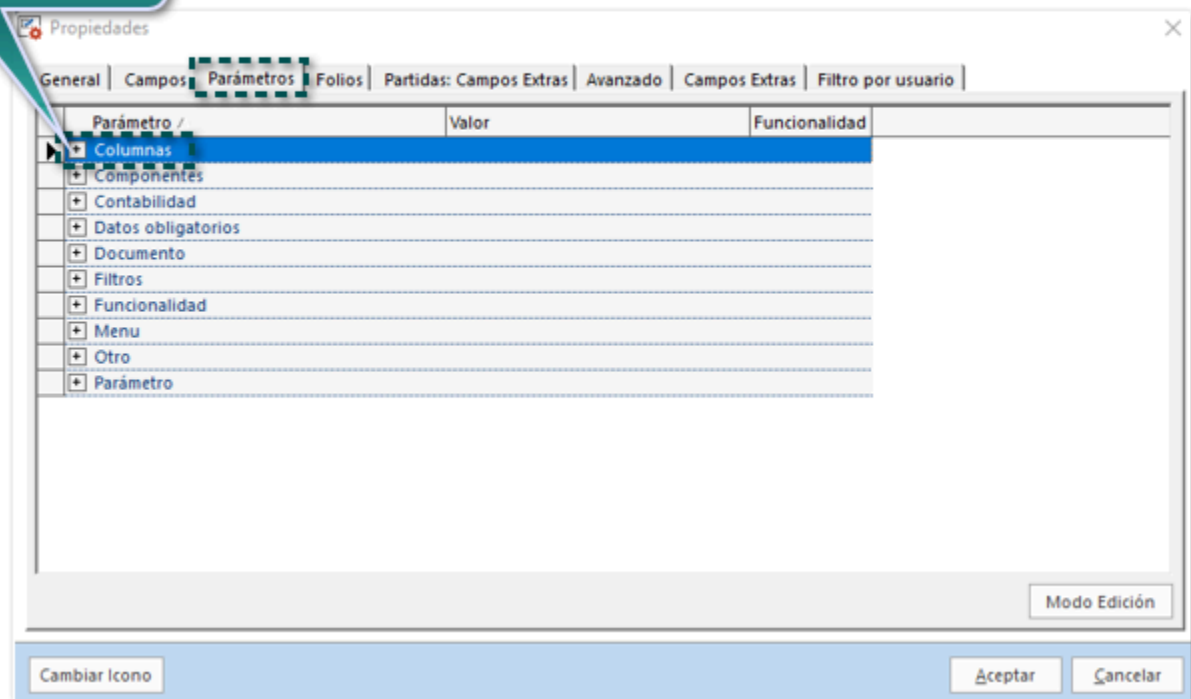 Propiedades
General Campos Parámetros Folios Partidas: Campos Extras Avanzado Campos Extras Filtro por usuario
Parámetro Valor Funcionalidad
Columnas
Componentes
Contabilidad
Datos obligatorios
Documento
Filtros
Funcionalidad
Menu
Otro
Parámetro
Modo Edición
Cambiar Icono Aceptar Cancelar